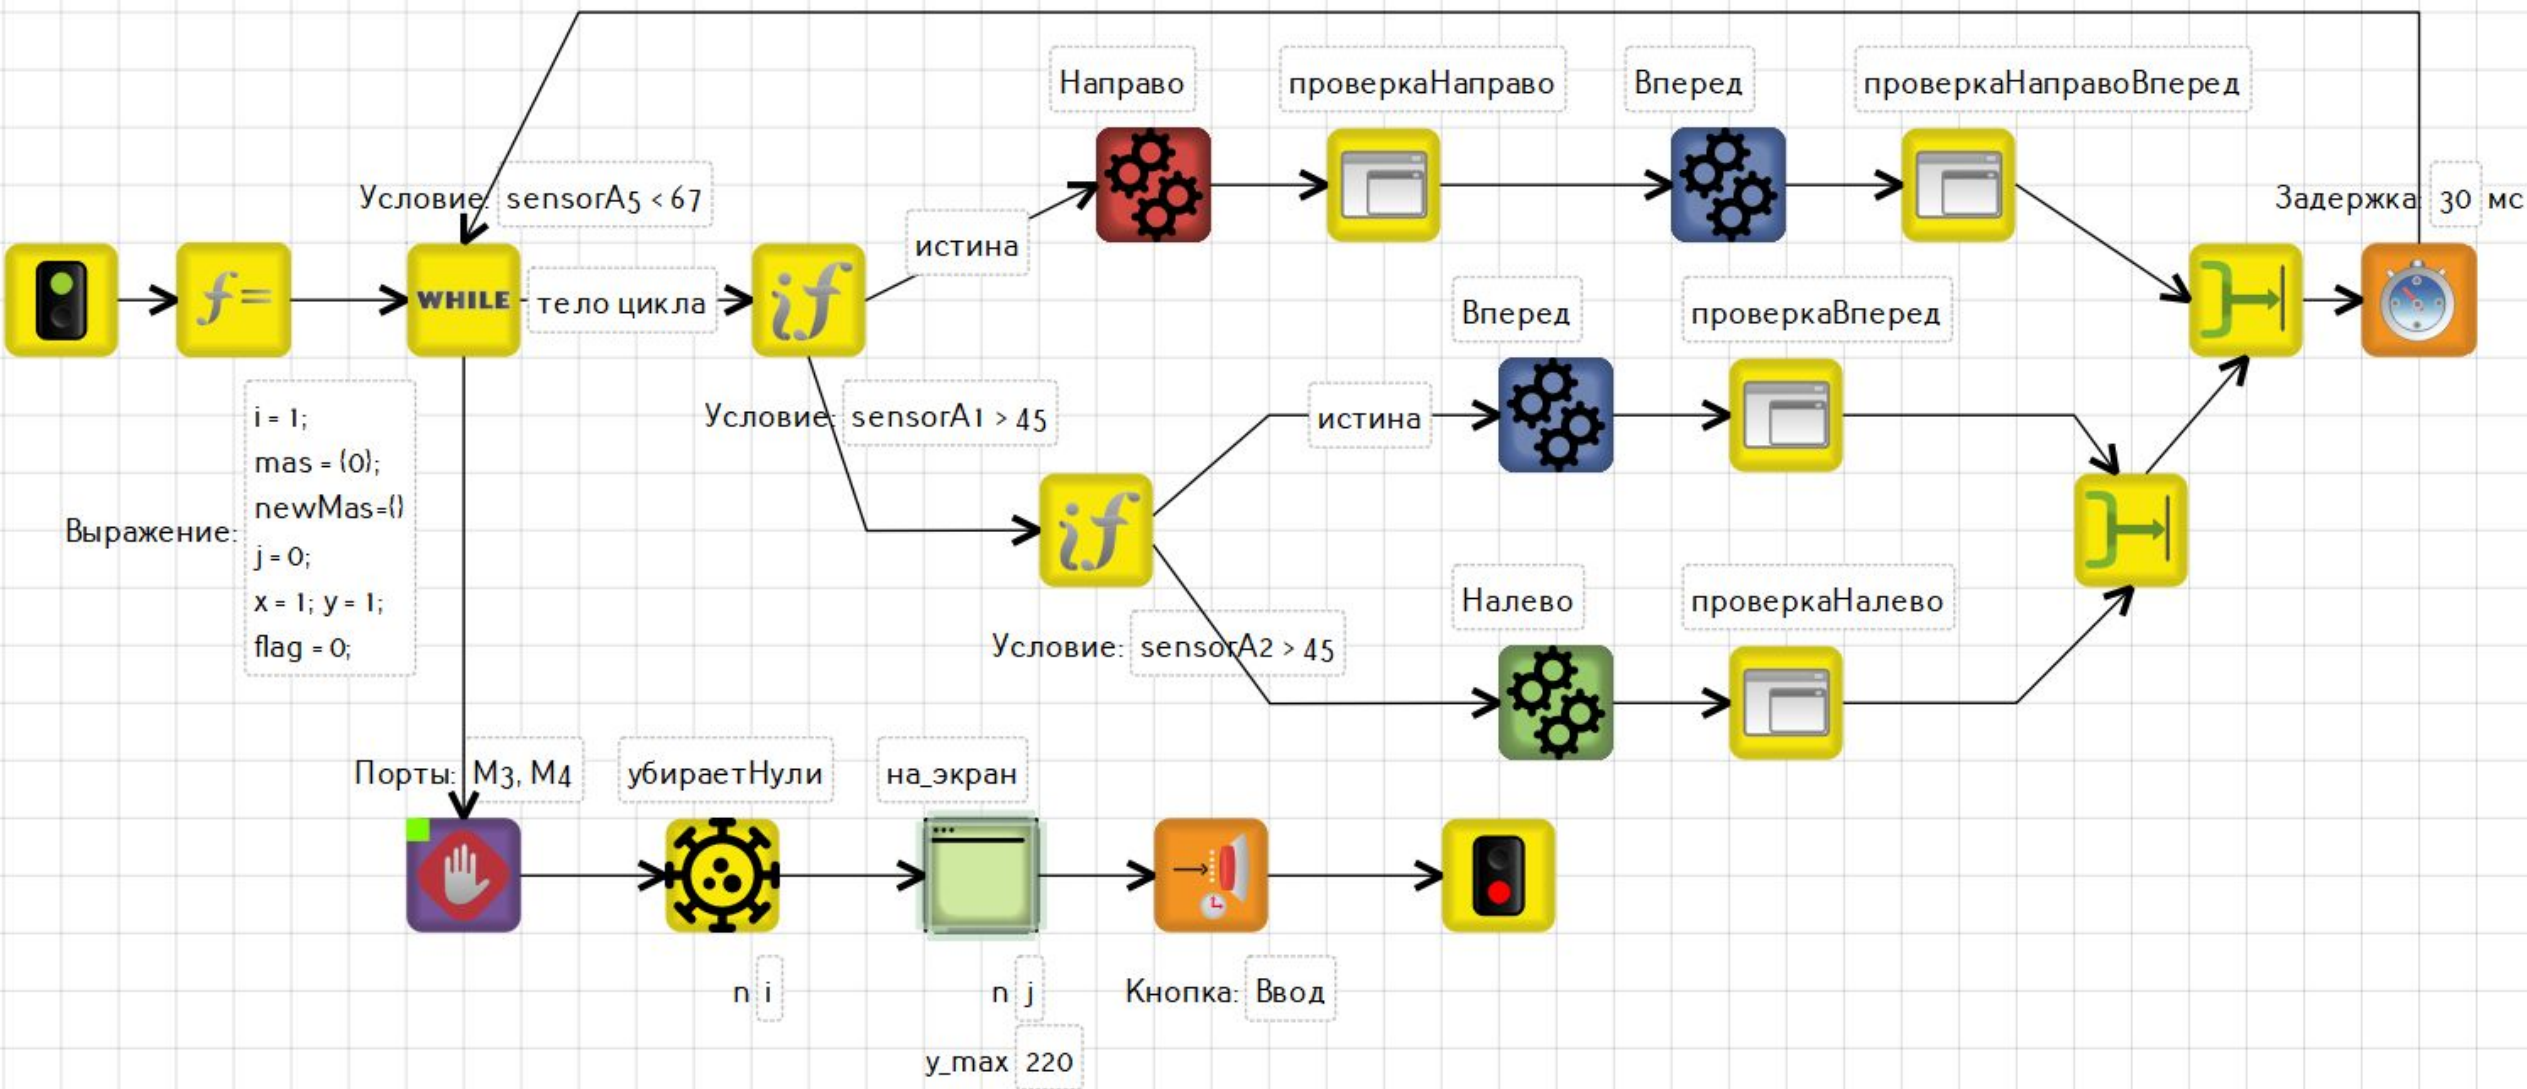 Направо
проверкаНаправо
Вперед
проверкаНаправоВперед
Условие: sensorA5 < 67
Задержка: 30 мс
истина
f=
WHILE
тело цикла
if
Вперед
проверкаВперед
Условие: sensorA1 > 45
истина
Выражение:
i = 1;
mas = {0};
newMas={}
j = 0;
x = 1; y = 1;
flag = 0;
if
Налево
проверкаНалево
Условие: sensorA2 > 45
Порты: M3, M4
убираетНули
на_экран
n i
n j
Кнопка: Ввод
y_max 220